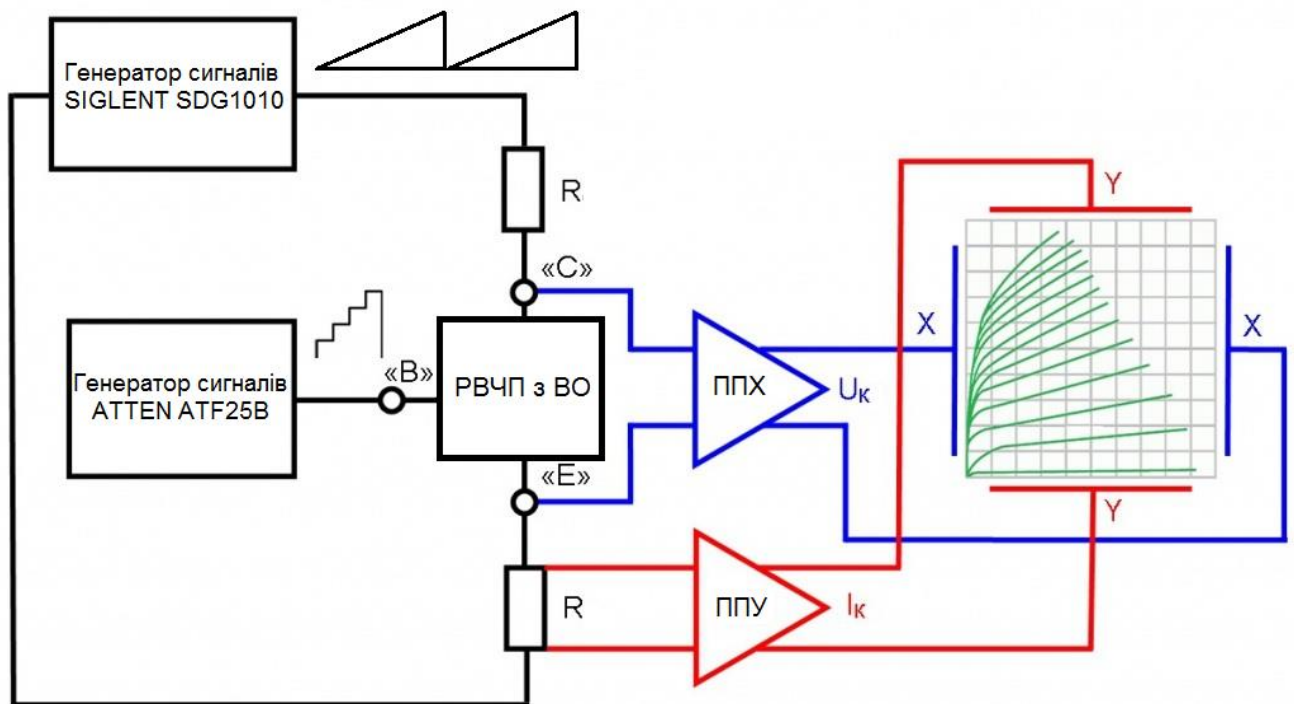 Генератор сигналів
SIGLENT SDG1010
R
«C»
Генератор сигналів
ATTEN ATF25B
«B»
РВЧП з ВО
«E»
R
ППХ
Uк
ППУ
Iк
Y
X
X
Y